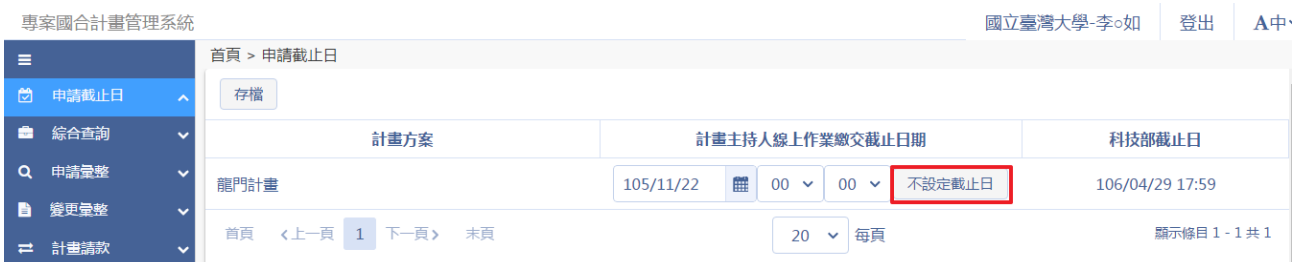 專案國合計畫管理系統 國立臺灣大學-李○如 登出 A中
首頁 > 申請截止日
申請截止日 存檔
綜合查詢 計畫方案 計畫主持人線上作業繳交截止日期 科技部截止日
申請彙整 龍門計畫 105/11/22 00 00 不設定截止日 106/04/29 17:59
變更彙整
計畫請款 首頁 上一頁 1 下一頁 末頁 20 每頁 顯示條目 1 - 1 共 1